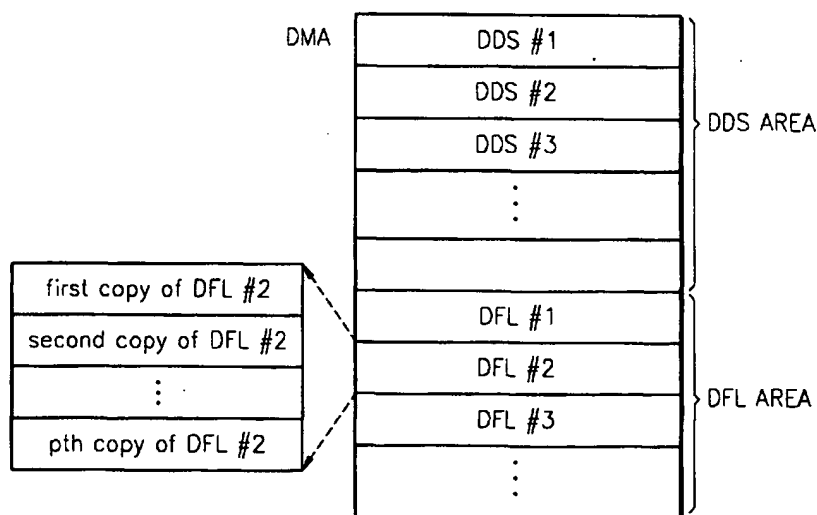 DMA
DDS #1
DDS #2
DDS #3
⋮
DDS AREA
first copy of DFL #2
second copy of DFL #2
⋮
pth copy of DFL #2
DFL #1
DFL #2
DFL #3
⋮
DFL AREA